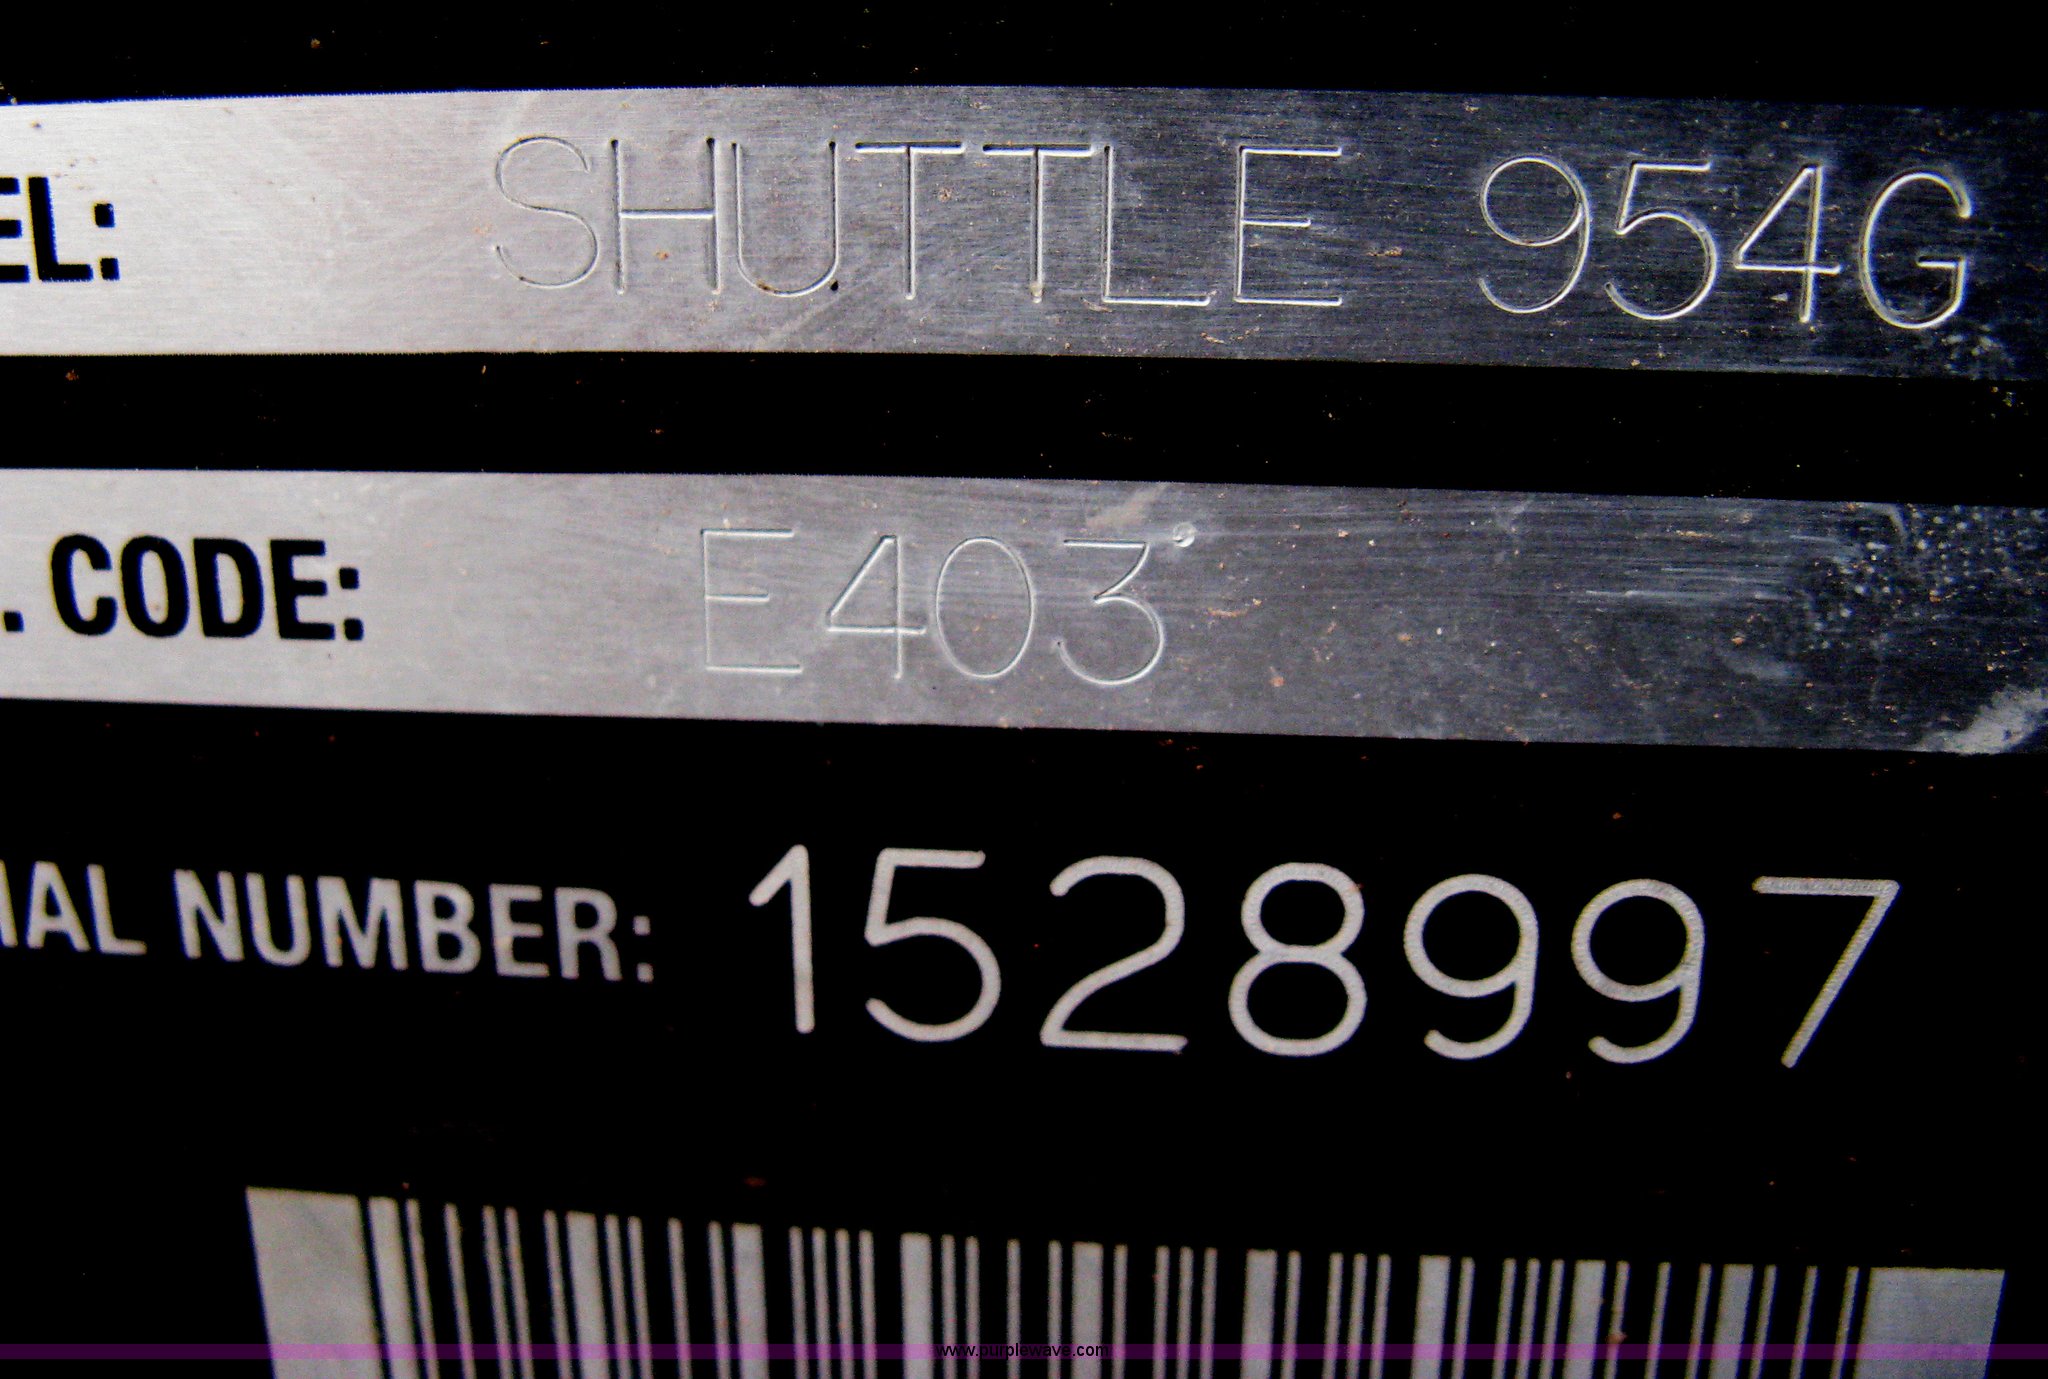 EL: SHUTTLE 954G
. CODE: E403
IAL NUMBER: 1528997
www.purplewave.com